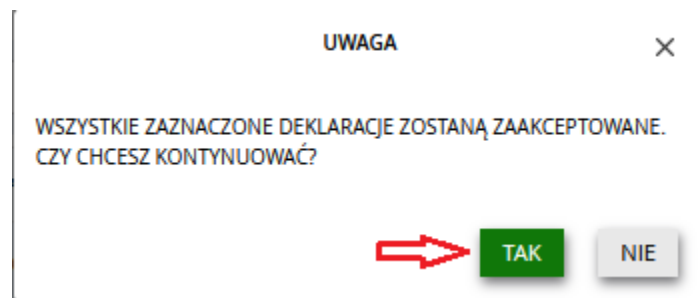 UWAGA
WSZYSTKIE ZAZNACZONE DEKLARACJE ZOSTANĄ ZAAKCEPTOWANE.
CZY CHCESZ KONTYNUOWAĆ?
TAK NIE